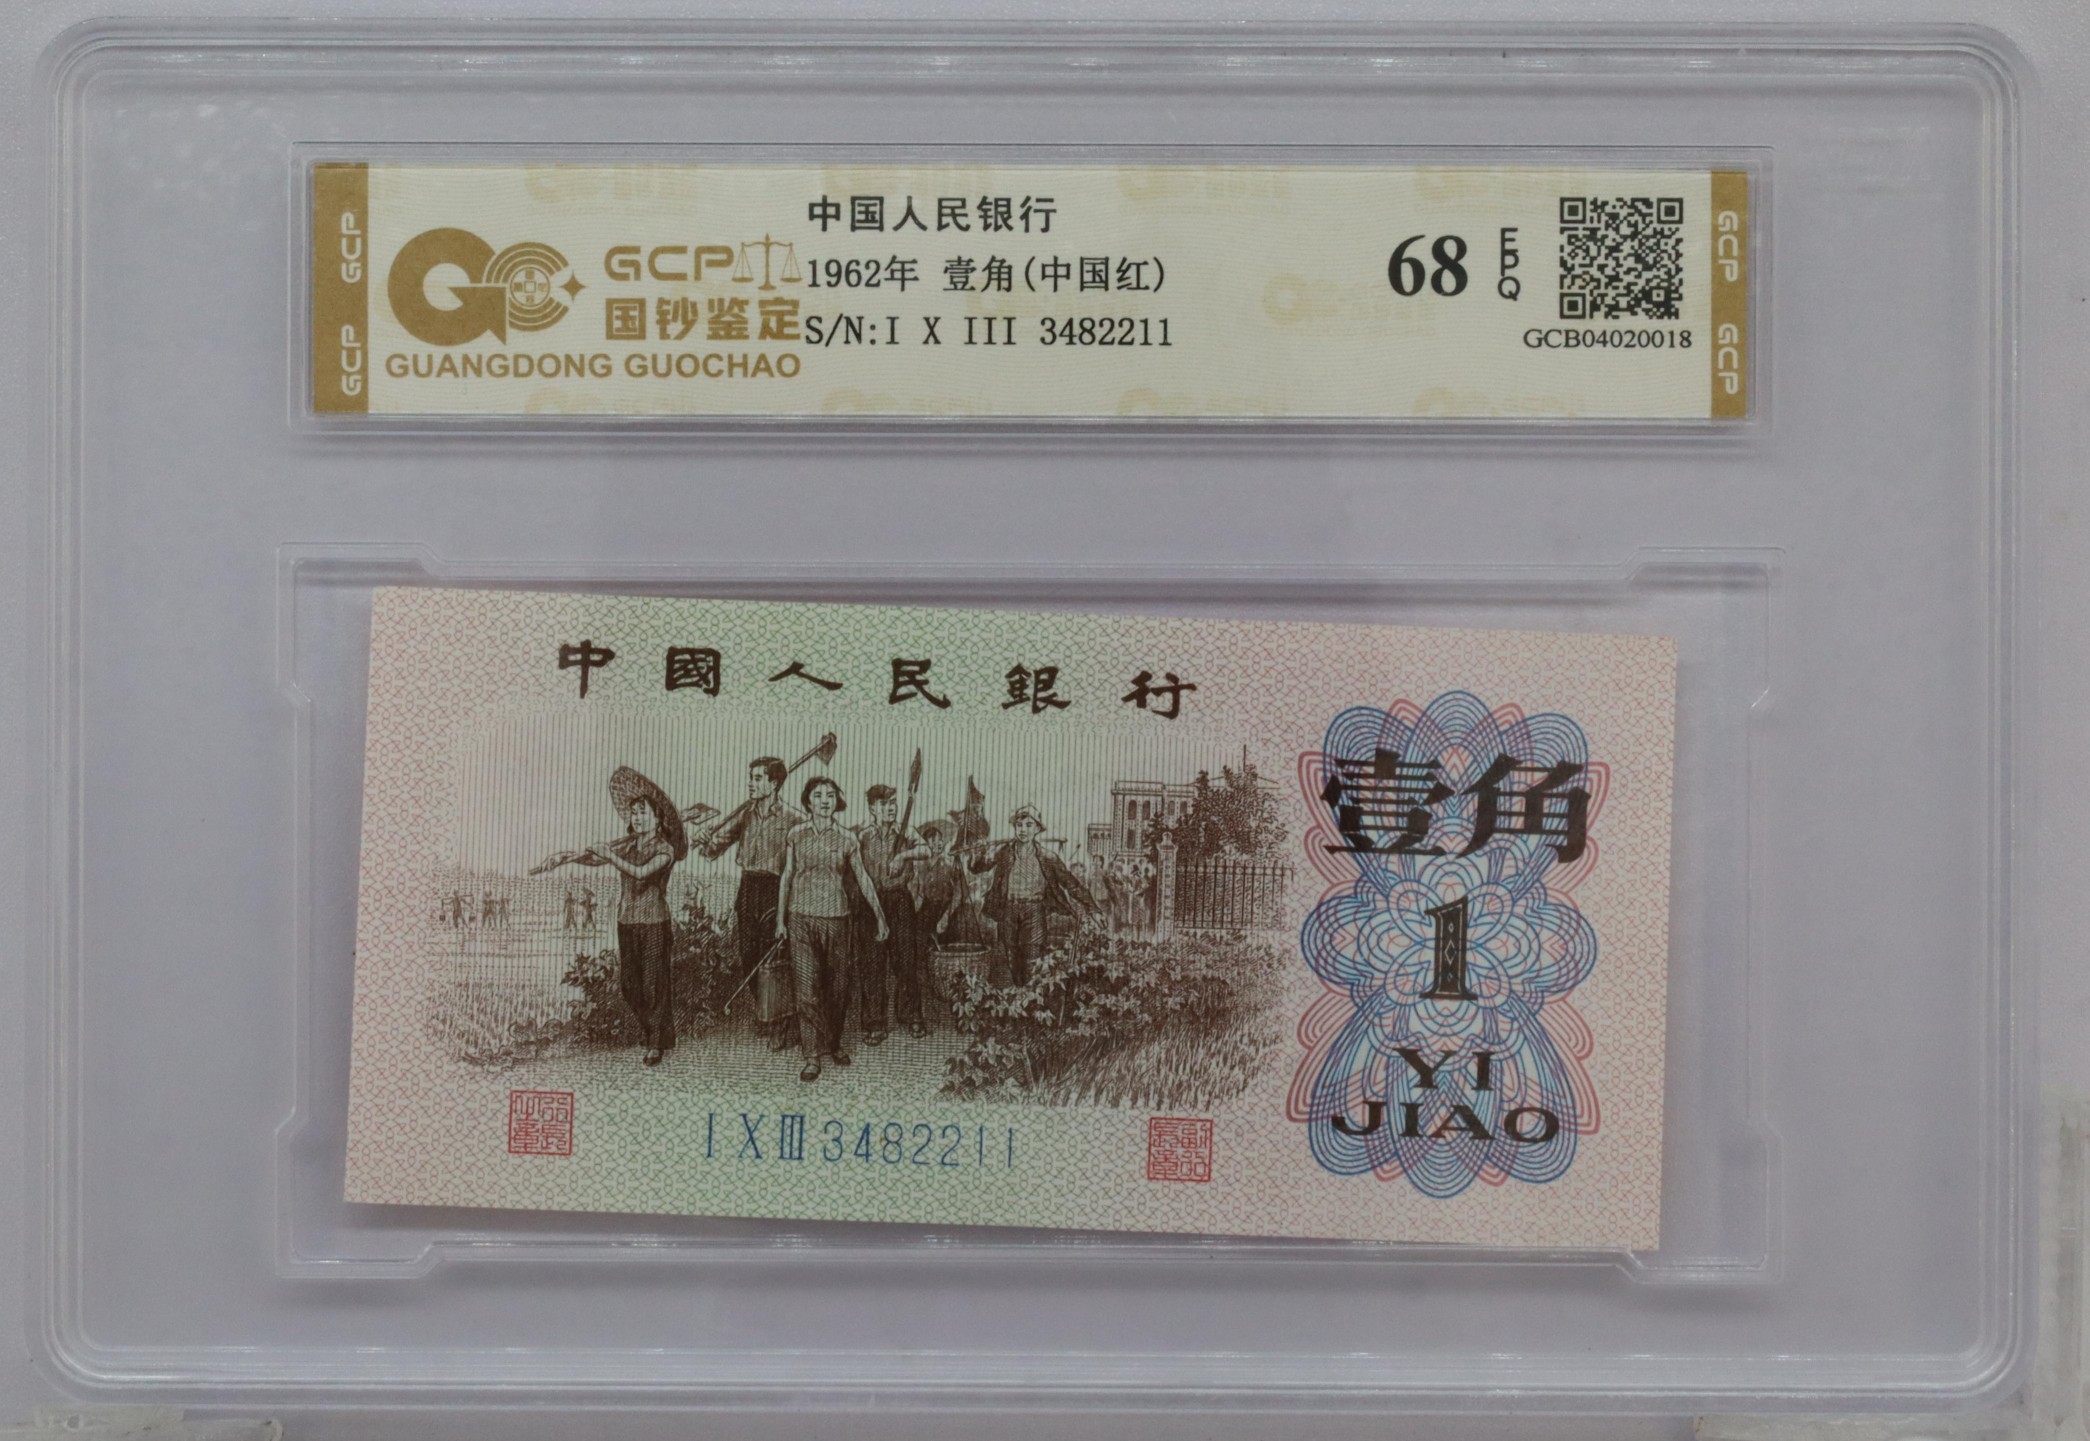 GCP GCP
GCP
国钞鉴定
GUANGDONG GUOCHAO
中国人民银行
1962年 壹角(中国红)
S/N:I X III 3482211
68 EPQ
GCB04020018
GCP GCP
中國人民銀行
壹角
1
YI
JIAO
I X III 3482211